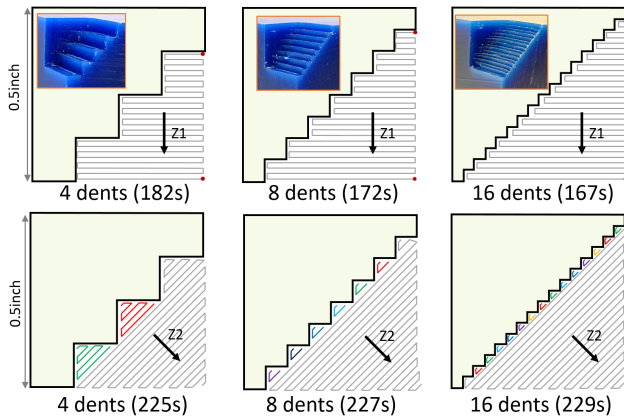 0.5inch
Z1
Z1
Z1
4 dents (182s)
8 dents (172s)
16 dents (167s)
0.5inch
Z2
Z2
Z2
4 dents (225s)
8 dents (227s)
16 dents (229s)